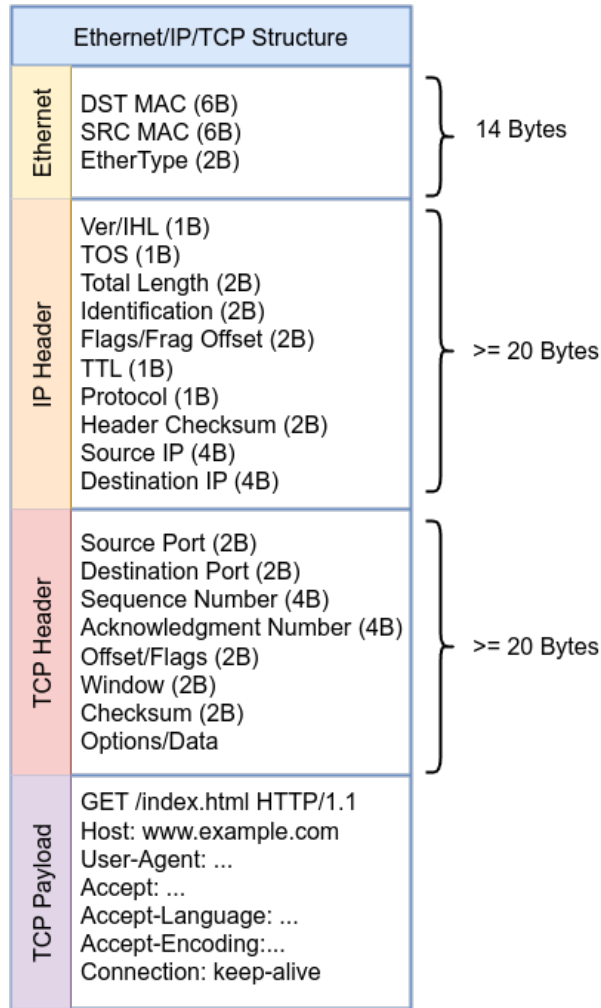 Ethernet/IP/TCP Structure
Ethernet
DST MAC (6B)
SRC MAC (6B)
EtherType (2B)
14 Bytes
IP Header
Ver/IHL (1B)
TOS (1B)
Total Length (2B)
Identification (2B)
Flags/Frag Offset (2B)
TTL (1B)
Protocol (1B)
Header Checksum (2B)
Source IP (4B)
Destination IP (4B)
>= 20 Bytes
TCP Header
Source Port (2B)
Destination Port (2B)
Sequence Number (4B)
Acknowledgment Number (4B)
Offset/Flags (2B)
Window (2B)
Checksum (2B)
Options/Data
>= 20 Bytes
TCP Payload
GET /index.html HTTP/1.1
Host: www.example.com
User-Agent: ...
Accept: ...
Accept-Language: ...
Accept-Encoding:...
Connection: keep-alive